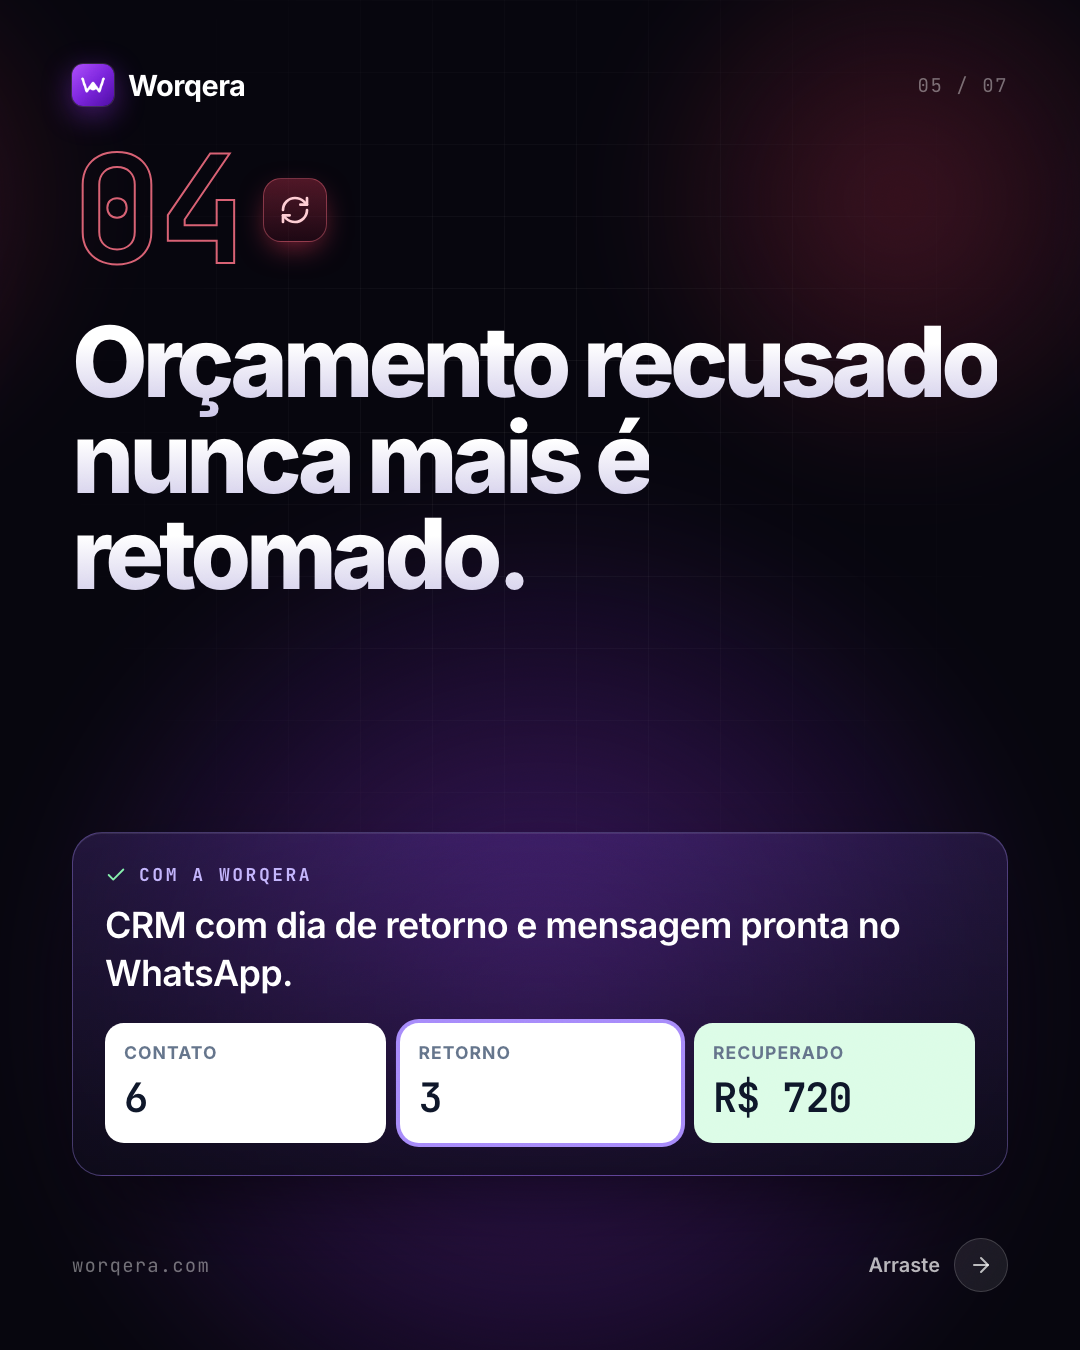 Worqera
05 / 07
04
Orçamento recusado
nunca mais é
retomado.
COM A WORQERA
CRM com dia de retorno e mensagem pronta no
WhatsApp.
CONTATO
6
RETORNO
3
RECUPERADO
R$ 720
worqera.com
Arraste